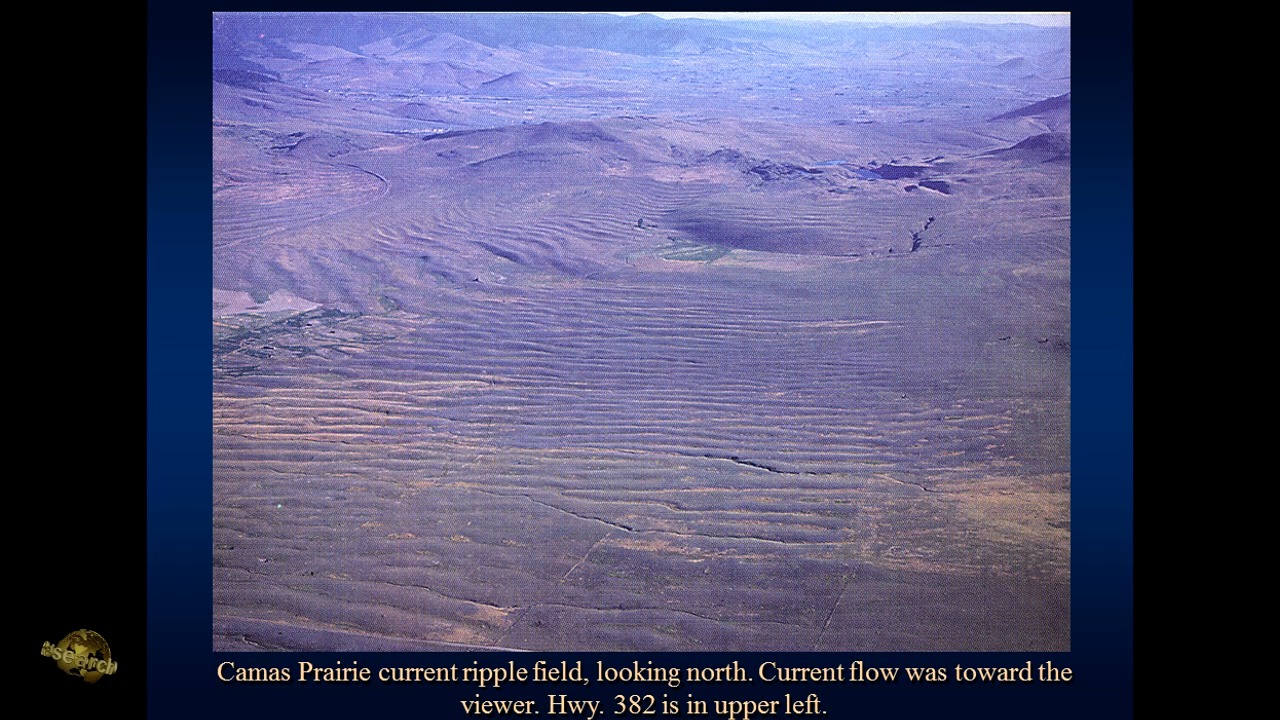 Camas Prairie current ripple field, looking north. Current flow was toward the
viewer. Hwy. 382 is in upper left.